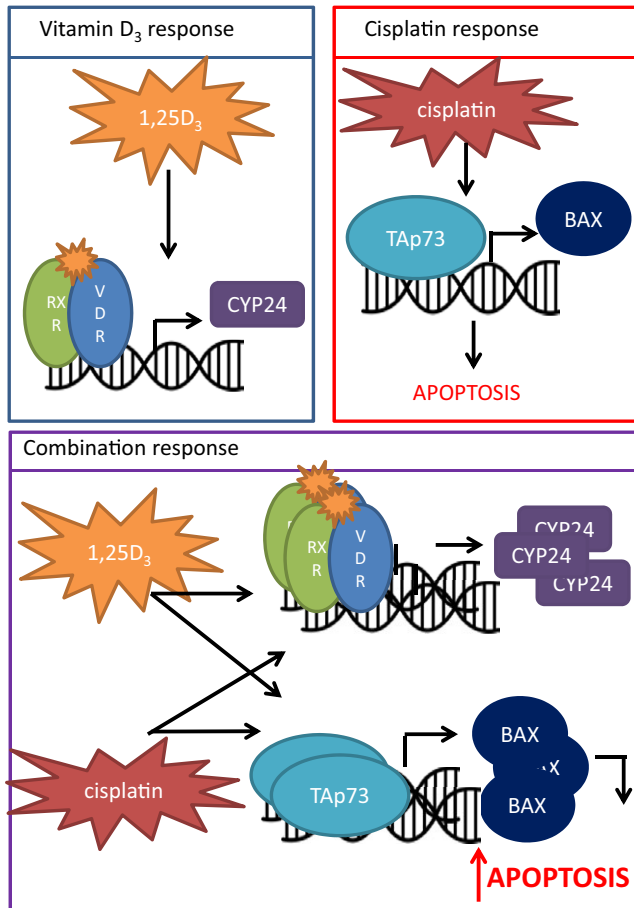 Vitamin D₃ response
1,25D₃
RX
R
V
D
R
CYP24
Cisplatin response
cisplatin
TAp73
BAX
APOPTOSIS
Combination response
1,25D₃
RX
R
V
D
R
CYP24
CYP24
CYP24
cisplatin
TAp73
BAX
BAX
APOPTOSIS